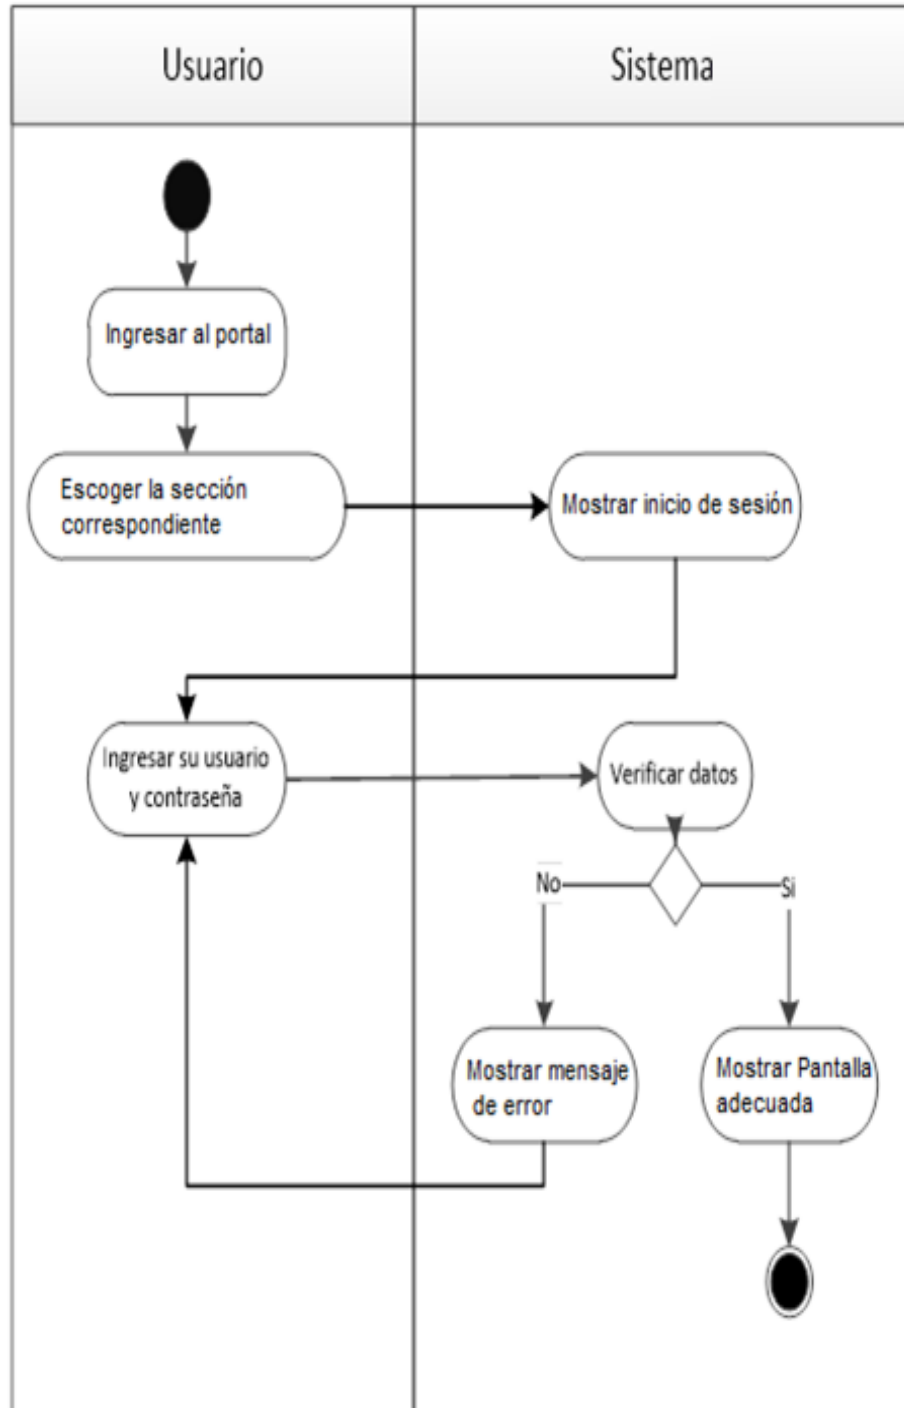 Usuario
Sistema
Ingresar al portal
Escoger la sección
correspondiente
Mostrar inicio de sesión
Ingresar su usuario
y contraseña
Verificar datos
No
Si
Mostrar mensaje
de error
Mostrar Pantalla
adecuada